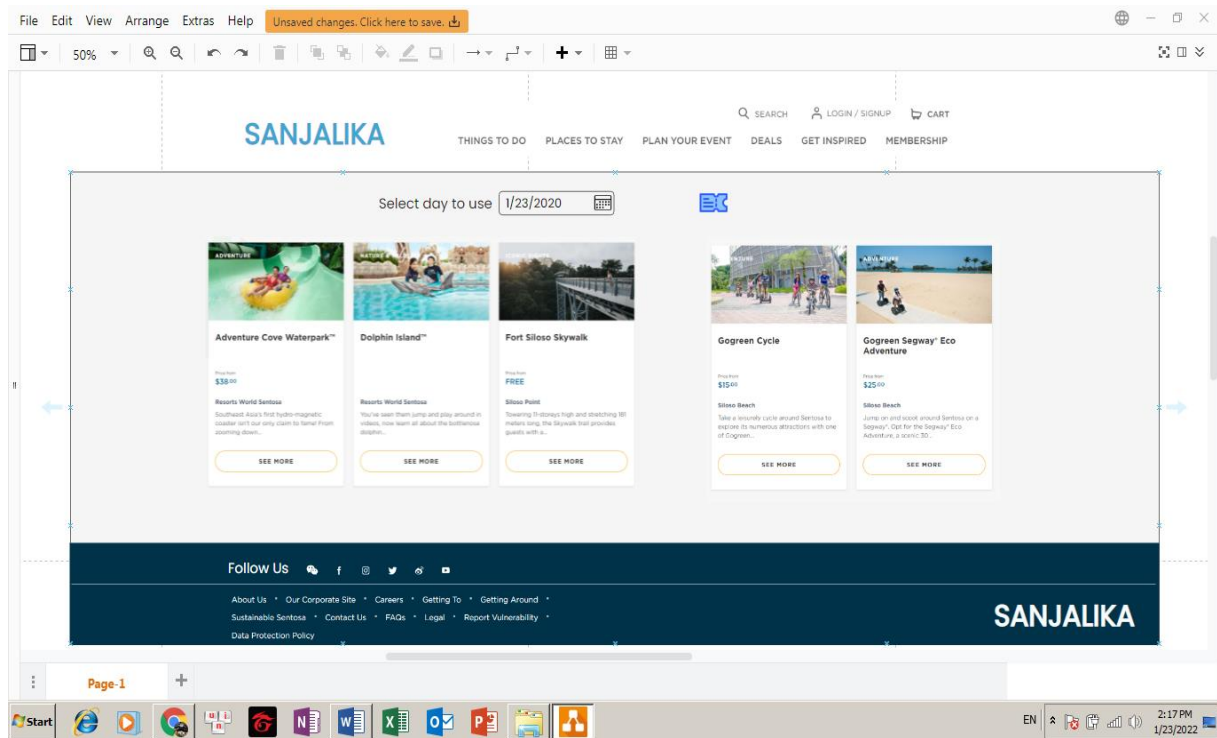 File Edit View Arrange Extras Help Unsaved changes. Click here to save.
50%
SEARCH LOGIN / SIGNUP CART
SANJALIKA
THINGS TO DO PLACES TO STAY PLAN YOUR EVENT DEALS GET INSPIRED MEMBERSHIP
Select day to use 1/23/2020
ADVENTURE
Adventure Cove Waterpark™
Price from
$38.00
Resorts World Sentosa
Southeast Asia's first hydro-magnetic
coaster isn't our only claim to fame! From
zooming down...
SEE MORE
NATURE &
Dolphin Island™
Resorts World Sentosa
You've seen them jump and play around in
videos, now learn all about the bottlenose
dolphin...
SEE MORE
Fort Siloso Skywalk
Price from
FREE
Siloso Point
Towering 11-storeys high and stretching 181
meters long, the Skywalk trail provides
guests with a...
SEE MORE
Gogreen Cycle
Price from
$15.00
Siloso Beach
Take a leisurely cycle around Sentosa to
explore its numerous attractions with one
of Gogreen...
SEE MORE
ADVENTURE
Gogreen Segway® Eco
Adventure
Price from
$25.00
Siloso Beach
Jump on and scoot around Sentosa on a
Segway®. Opt for the Segway® Eco
Adventure, a scenic 30...
SEE MORE
Follow Us
About Us • Our Corporate Site • Careers • Getting To • Getting Around •
Sustainable Sentosa • Contact Us • FAQs • Legal • Report Vulnerability •
Data Protection Policy
SANJALIKA
Page-1
Start
EN
2:17 PM
1/23/2022